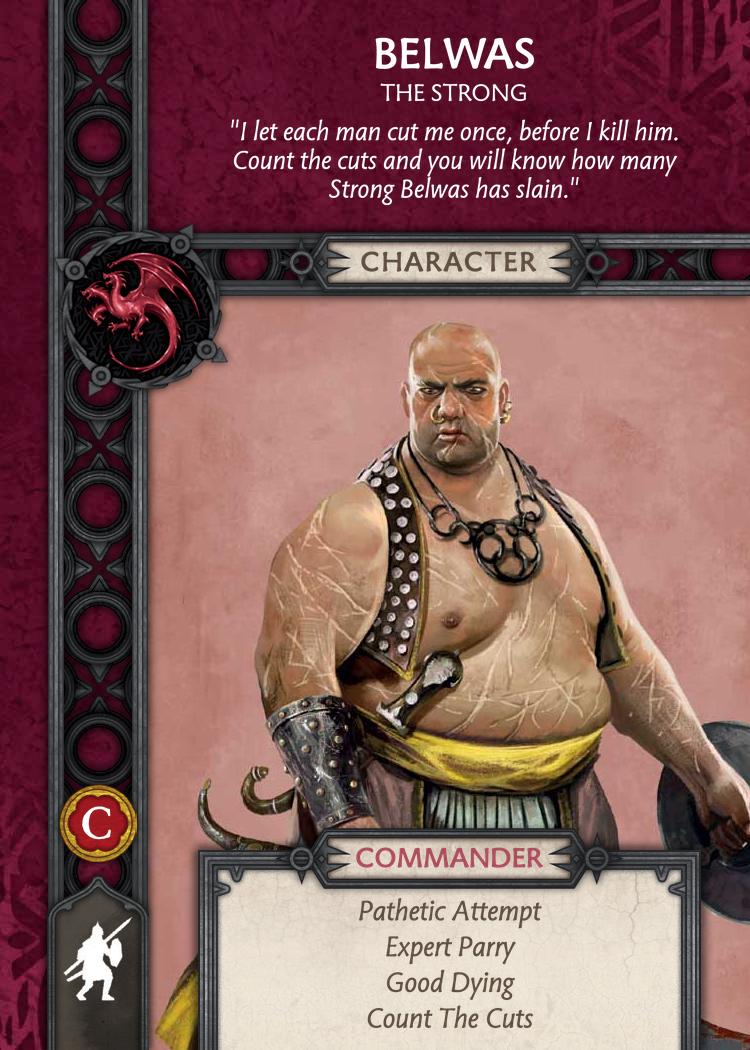 BELWAS
THE STRONG
"I let each man cut me once, before I kill him.
Count the cuts and you will know how many
Strong Belwas has slain."
CHARACTER
C
COMMANDER
Pathetic Attempt
Expert Parry
Good Dying
Count The Cuts